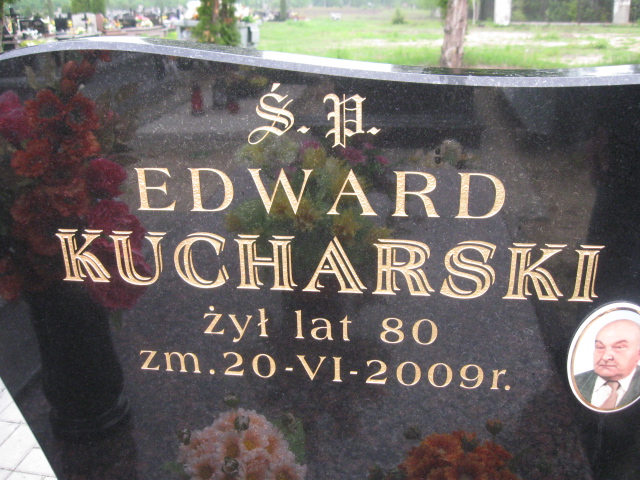 Ś.P.
EDWARD
KUCHARSKI
żył lat 80
zm. 20-VI-2009r.